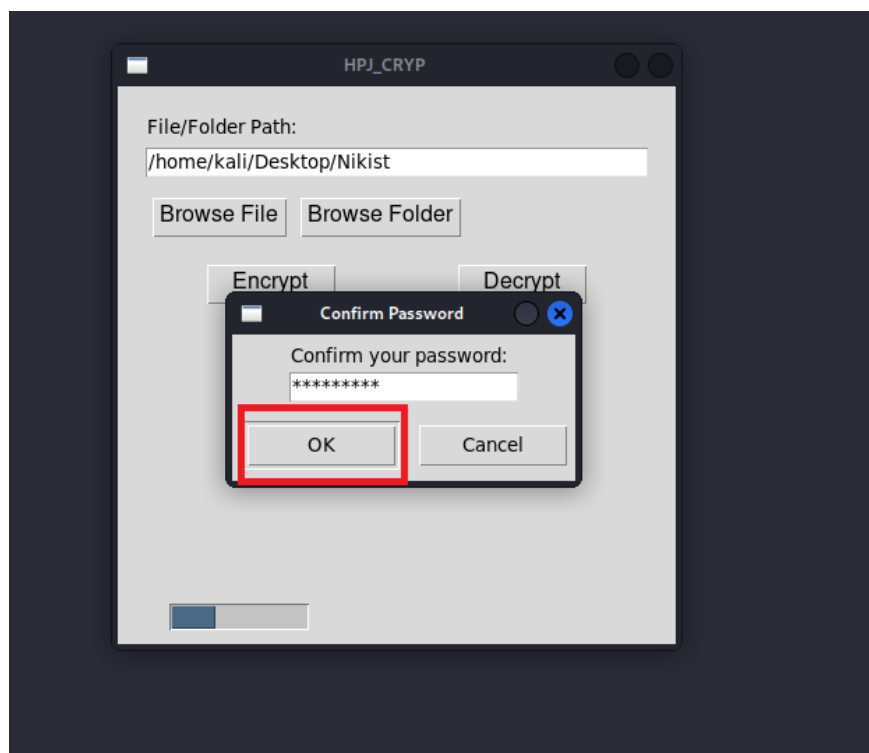 HPJ_CRYP
File/Folder Path:
/home/kali/Desktop/Nikist
Browse File Browse Folder
Encrypt Decrypt
Confirm Password
Confirm your password:
*********
OK Cancel